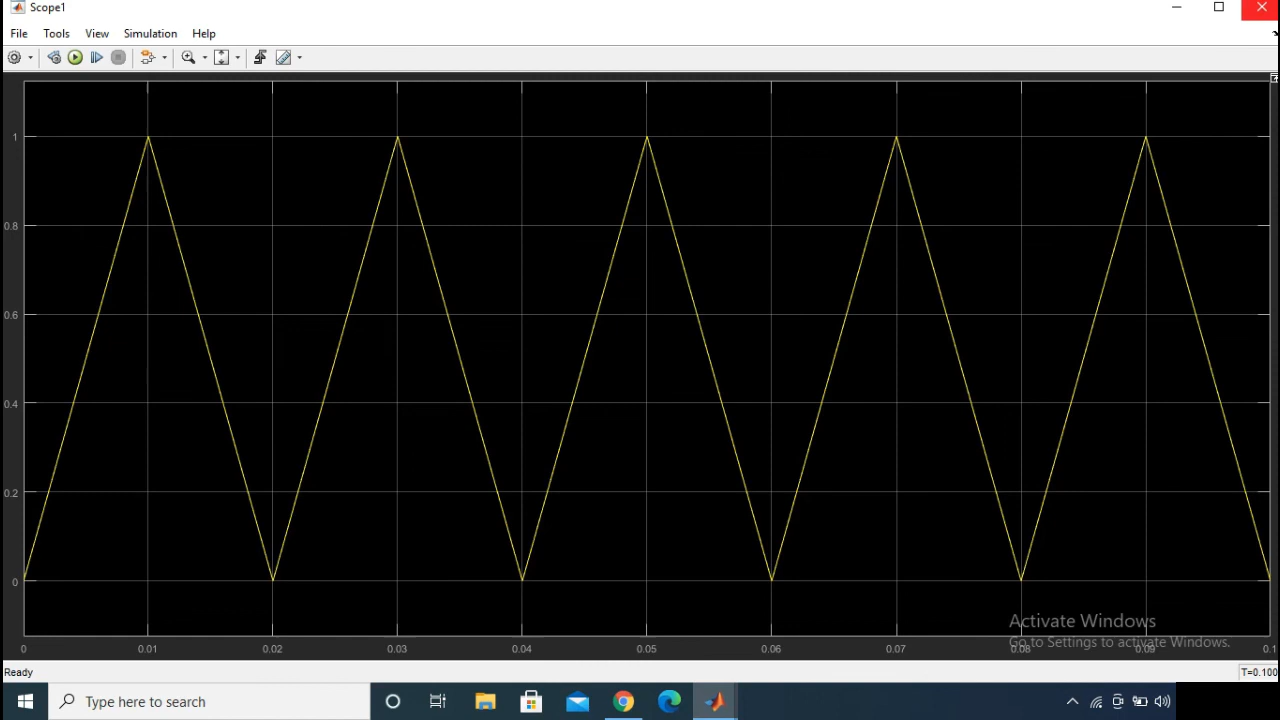 Scope1
File Tools View Simulation Help
1
0.8
0.6
0.4
0.2
0
0 0.01 0.02 0.03 0.04 0.05 0.06 0.07 0.08 0.09 0.1
Activate Windows
Go to Settings to activate Windows.
Ready T=0.100
Type here to search